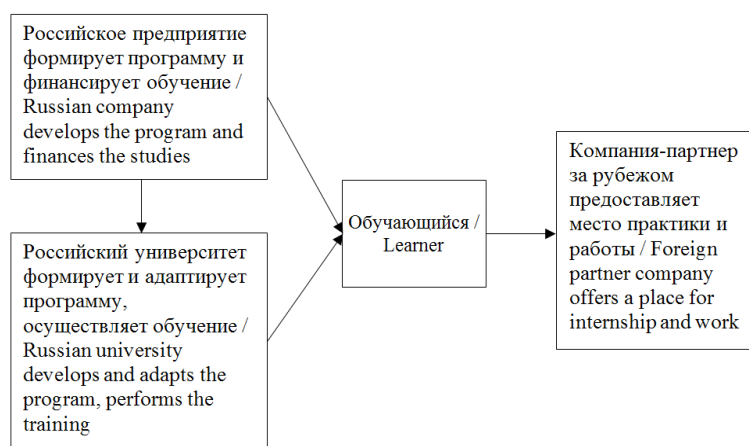 Российское предприятие
формирует программу и
финансирует обучение /
Russian company
develops the program and
finances the studies
Российский университет
формирует и адаптирует
программу,
осуществляет обучение /
Russian university
develops and adapts the
program, performs the
training
Обучающийся /
Learner
Компания-партнер
за рубежом
предоставляет
место практики и
работы / Foreign
partner company
offers a place for
internship and work